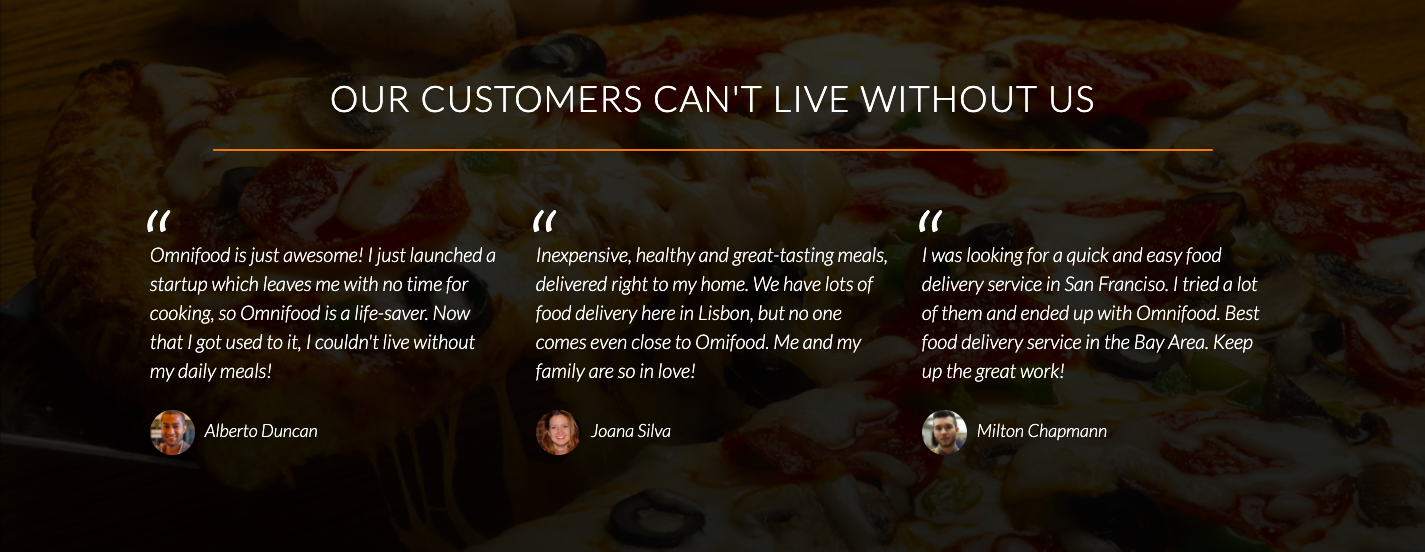 OUR CUSTOMERS CAN'T LIVE WITHOUT US
“
Omnifood is just awesome! I just launched a
startup which leaves me with no time for
cooking, so Omnifood is a life-saver. Now
that I got used to it, I couldn't live without
my daily meals!
Alberto Duncan
“
Inexpensive, healthy and great-tasting meals,
delivered right to my home. We have lots of
food delivery here in Lisbon, but no one
comes even close to Omifood. Me and my
family are so in love!
Joana Silva
“
I was looking for a quick and easy food
delivery service in San Franciso. I tried a lot
of them and ended up with Omnifood. Best
food delivery service in the Bay Area. Keep
up the great work!
Milton Chapmann